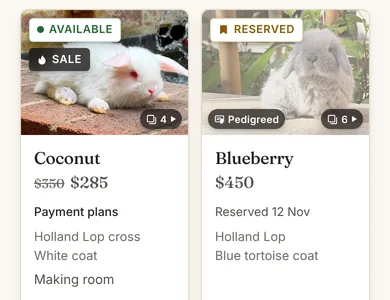 AVAILABLE
SALE
4
Coconut
$350 $285
Payment plans
Holland Lop cross
White coat
Making room
RESERVED
Pedigreed
6
Blueberry
$450
Reserved 12 Nov
Holland Lop
Blue tortoise coat